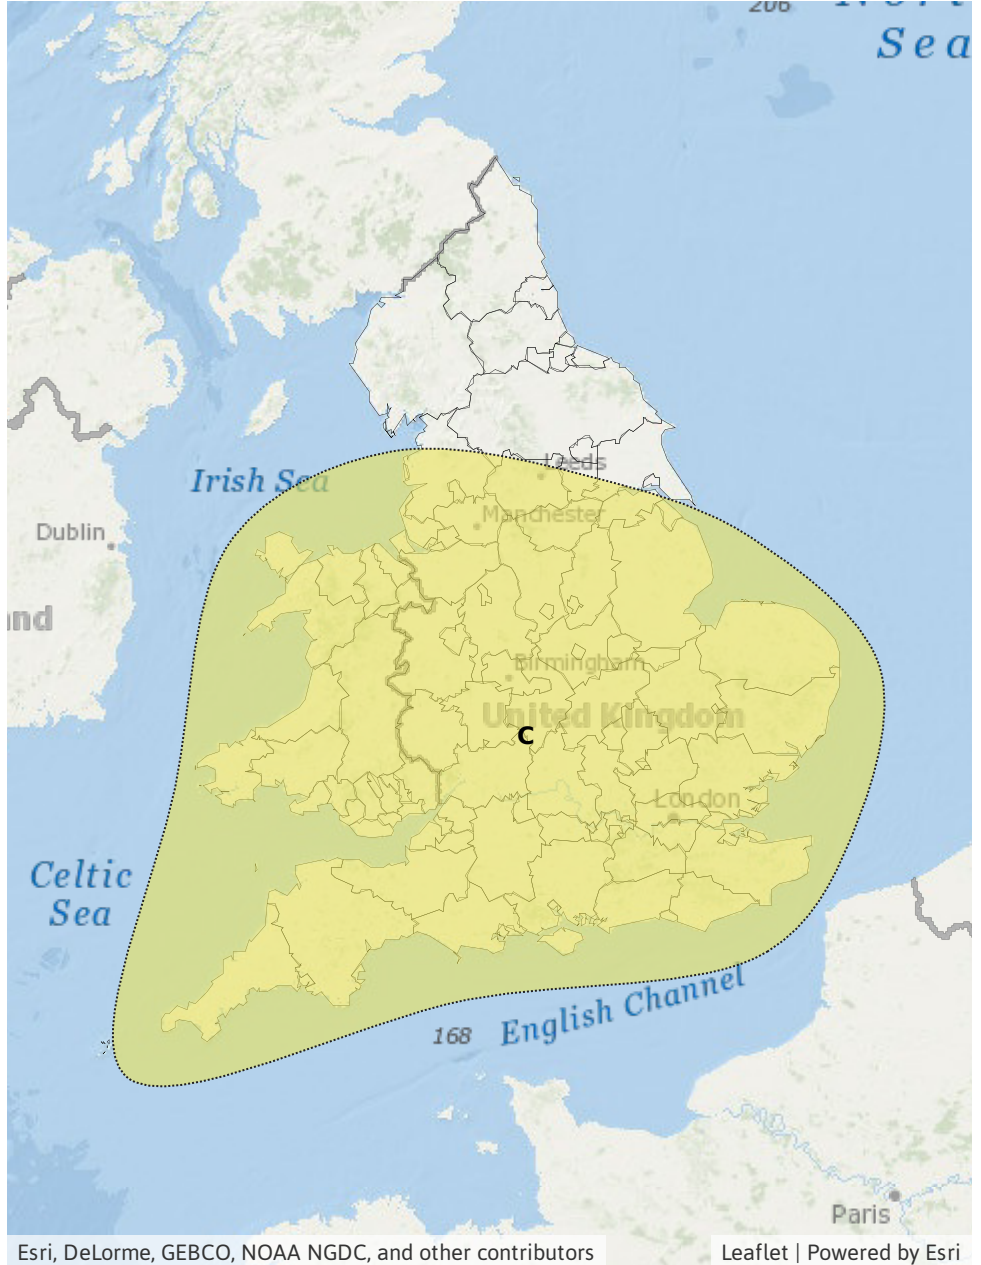 206
Sea
Leeds
Irish Sea
Manchester
Dublin
Birmingham
United Kingdom
C
London
Celtic
Sea
English Channel
168
Paris
Esri, DeLorme, GEBCO, NOAA NGDC, and other contributors
Leaflet | Powered by Esri